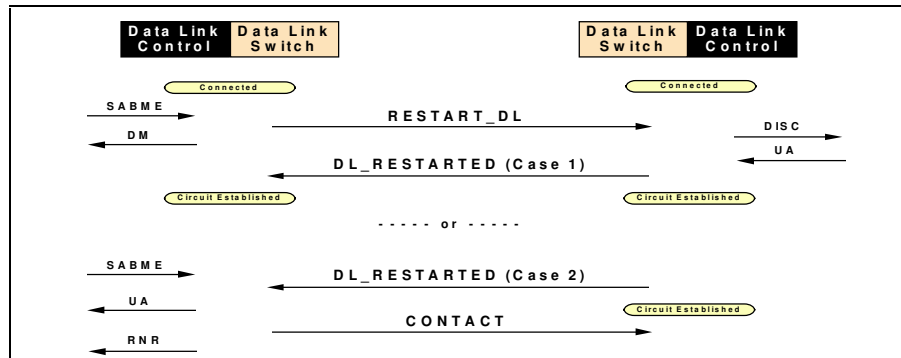 Data Link Control
Data Link Switch
Data Link Switch
Data Link Control
Connected
Connected
SABME
RESTART_DL
DM
DISC
UA
DL_RESTARTED (Case 1)
Circuit Established
Circuit Established
- - - - - or - - - - -
SABME
DL_RESTARTED (Case 2)
UA
Circuit Established
CONTACT
RNR